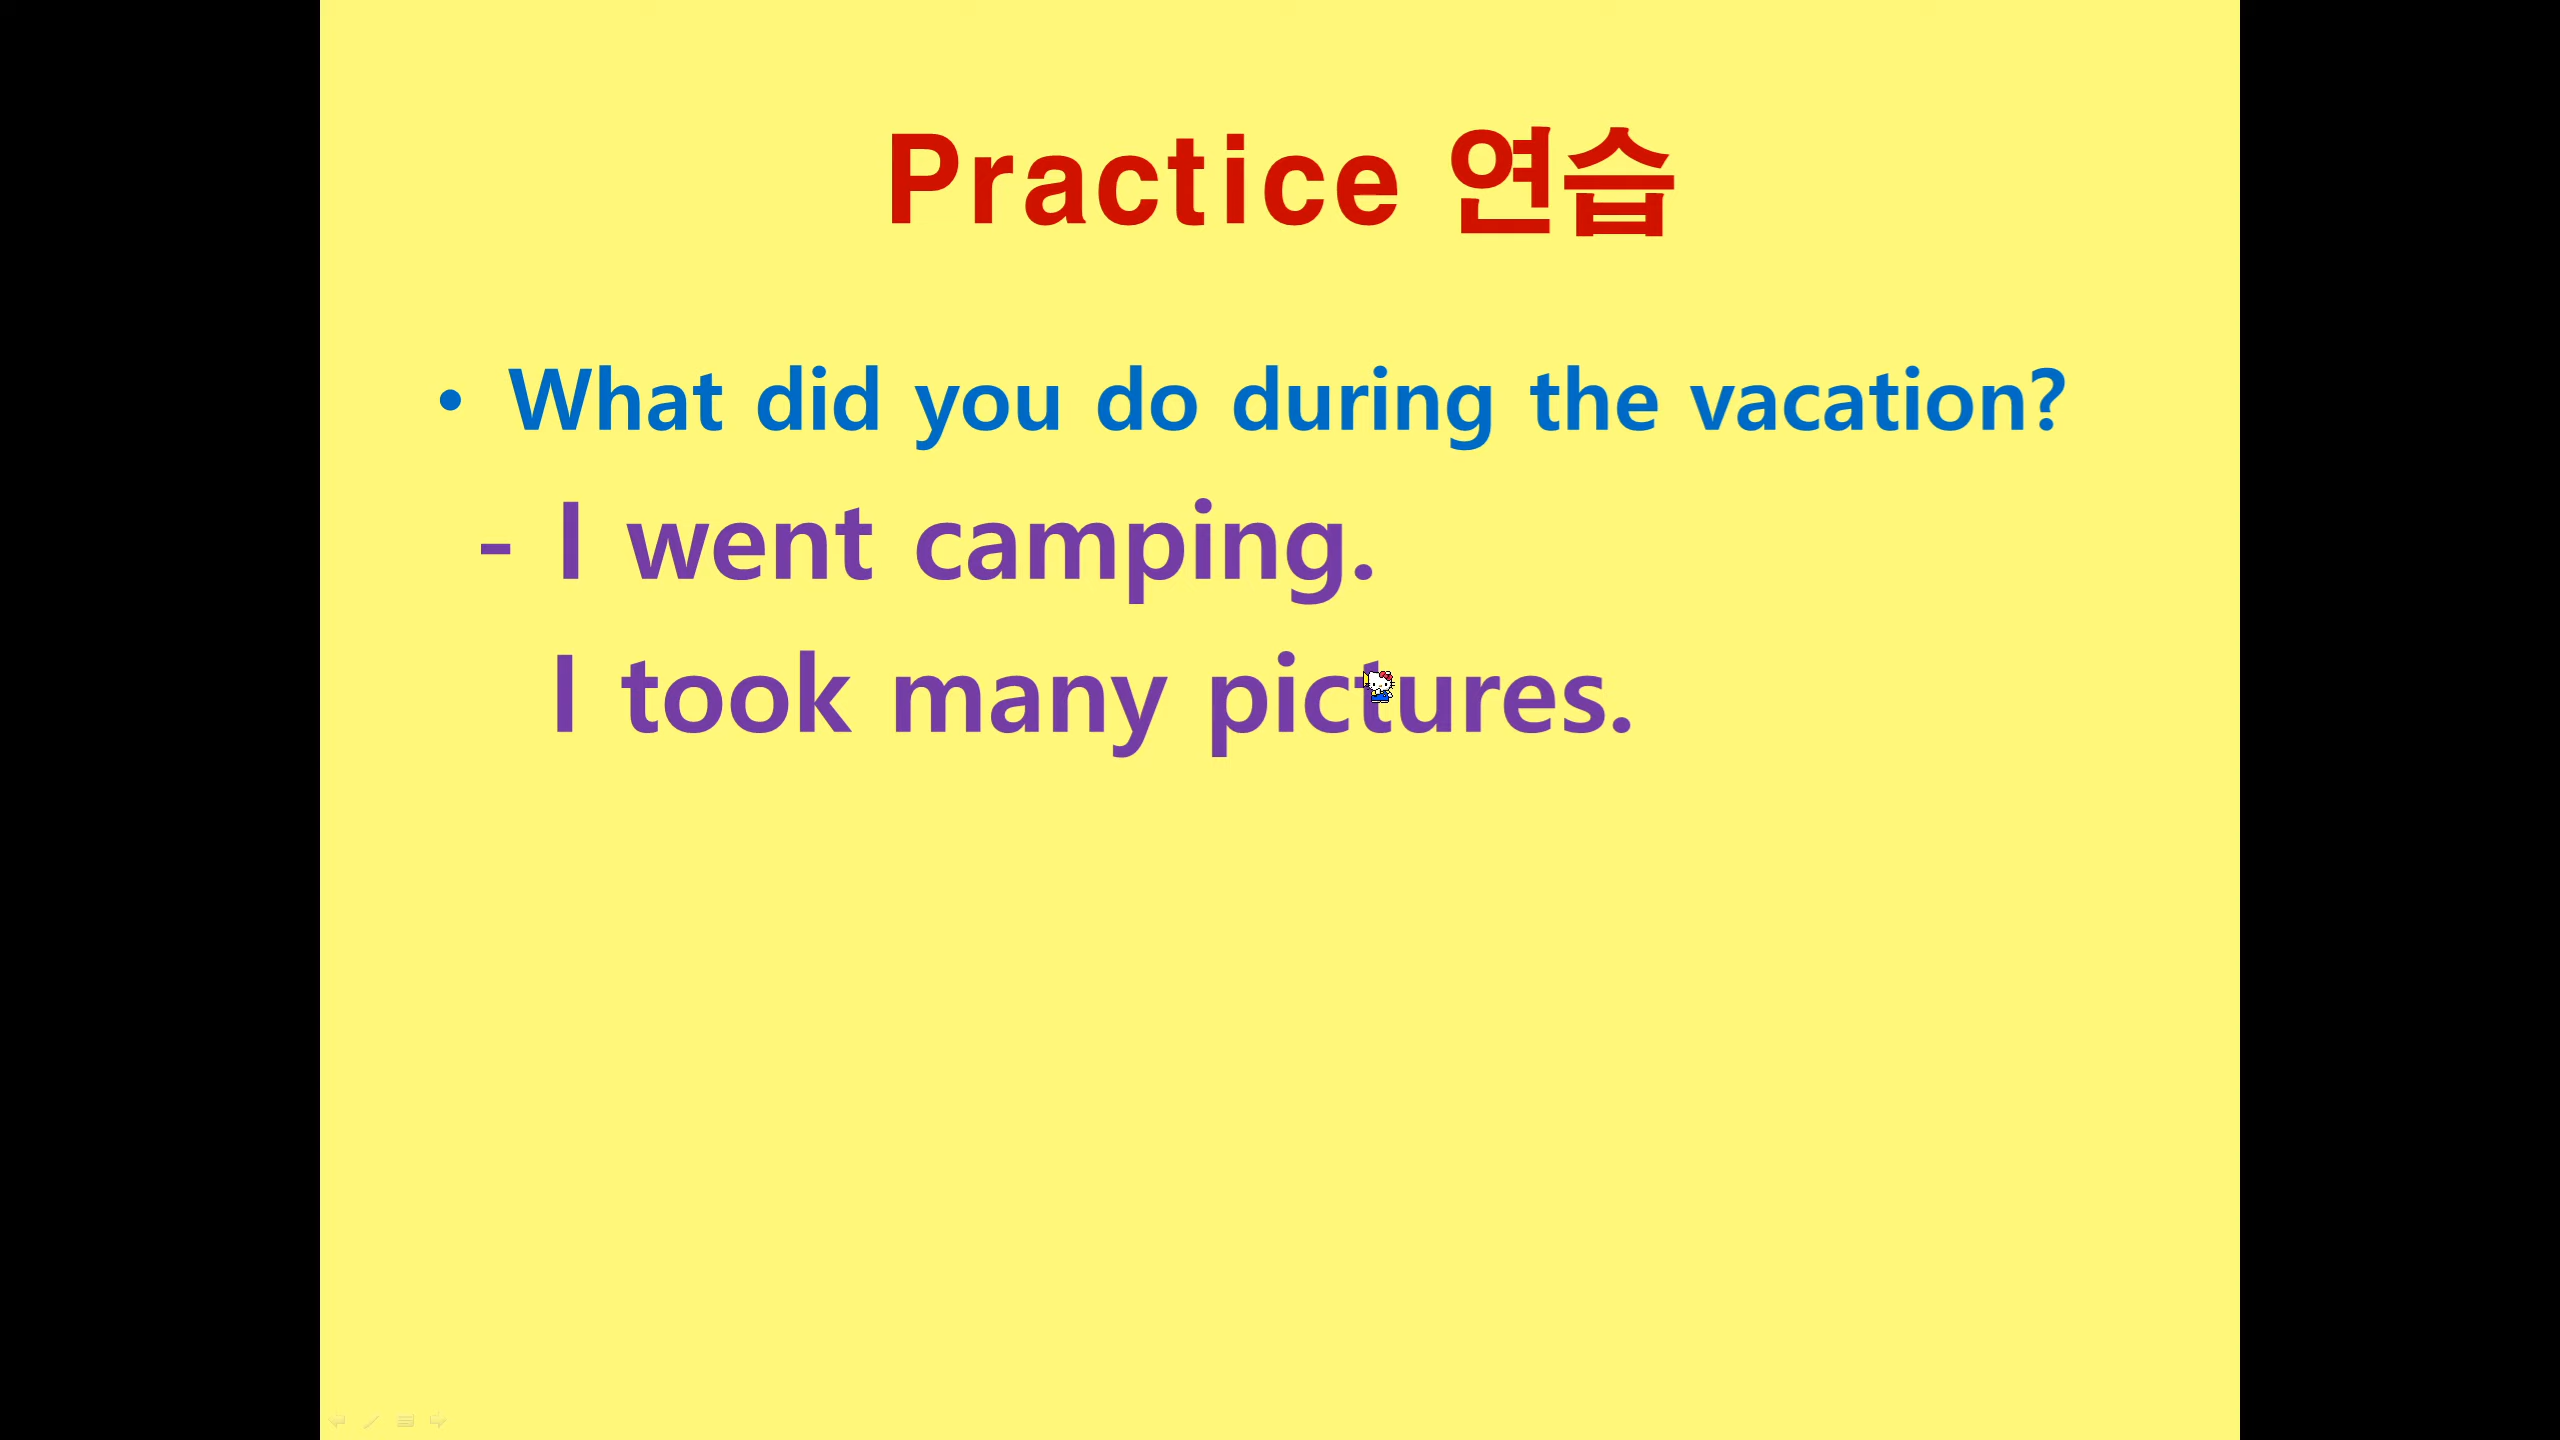 Practice 연습
• What did you do during the vacation?
- I went camping.
I took many pictures.